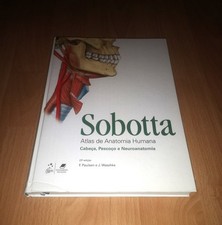 Sobotta
Atlas de Anatomia Humana
Cabeça, Pescoço e Neuroanatomia
F. Paulsen e J. Waschke